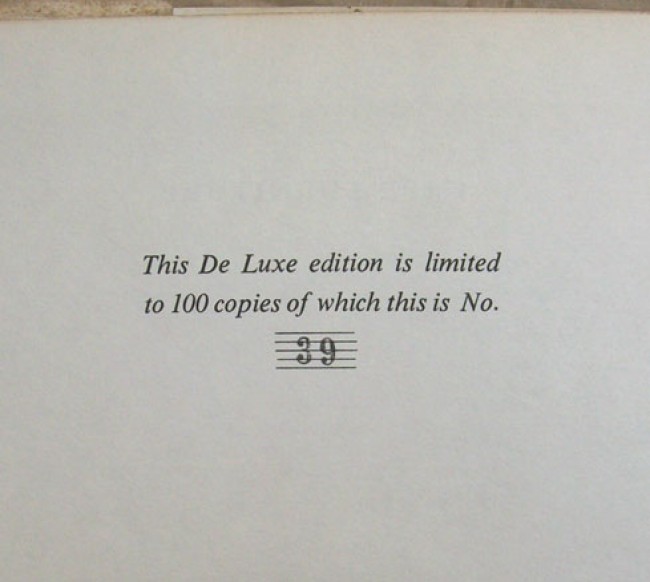 This De Luxe edition is limited
to 100 copies of which this is No.
39